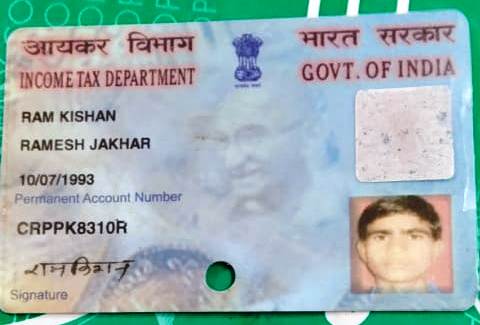 आयकर विभाग
भारत सरकार
INCOME TAX DEPARTMENT
GOVT. OF INDIA
RAM KISHAN
RAMESH JAKHAR
10/07/1993
Permanent Account Number
CRPPK8310R
रामकिशन
Signature